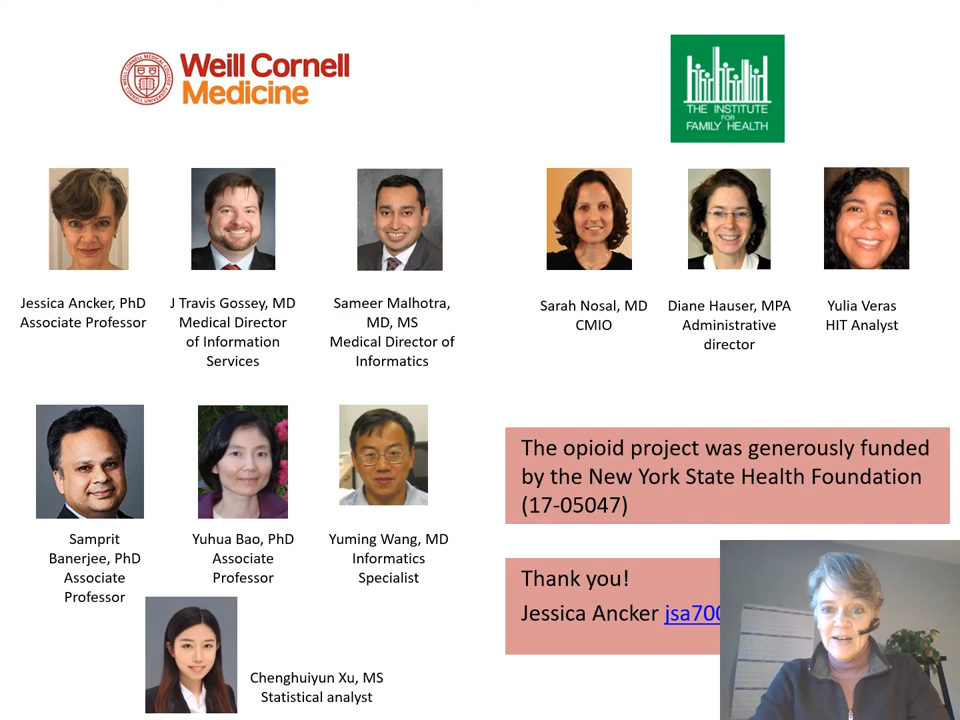 Weill Cornell
Medicine
THE INSTITUTE
FOR
FAMILY HEALTH
Jessica Ancker, PhD
Associate Professor
J Travis Gossey, MD
Medical Director
of Information
Services
Sameer Malhotra,
MD, MS
Medical Director of
Informatics
Sarah Nosal, MD
CMIO
Diane Hauser, MPA
Administrative
director
Yulia Veras
HIT Analyst
Samprit
Banerjee, PhD
Associate
Professor
Yuhua Bao, PhD
Associate
Professor
Yuming Wang, MD
Informatics
Specialist
Chenghuiyun Xu, MS
Statistical analyst
The opioid project was generously funded
by the New York State Health Foundation
(17-05047)
Thank you!
Jessica Ancker